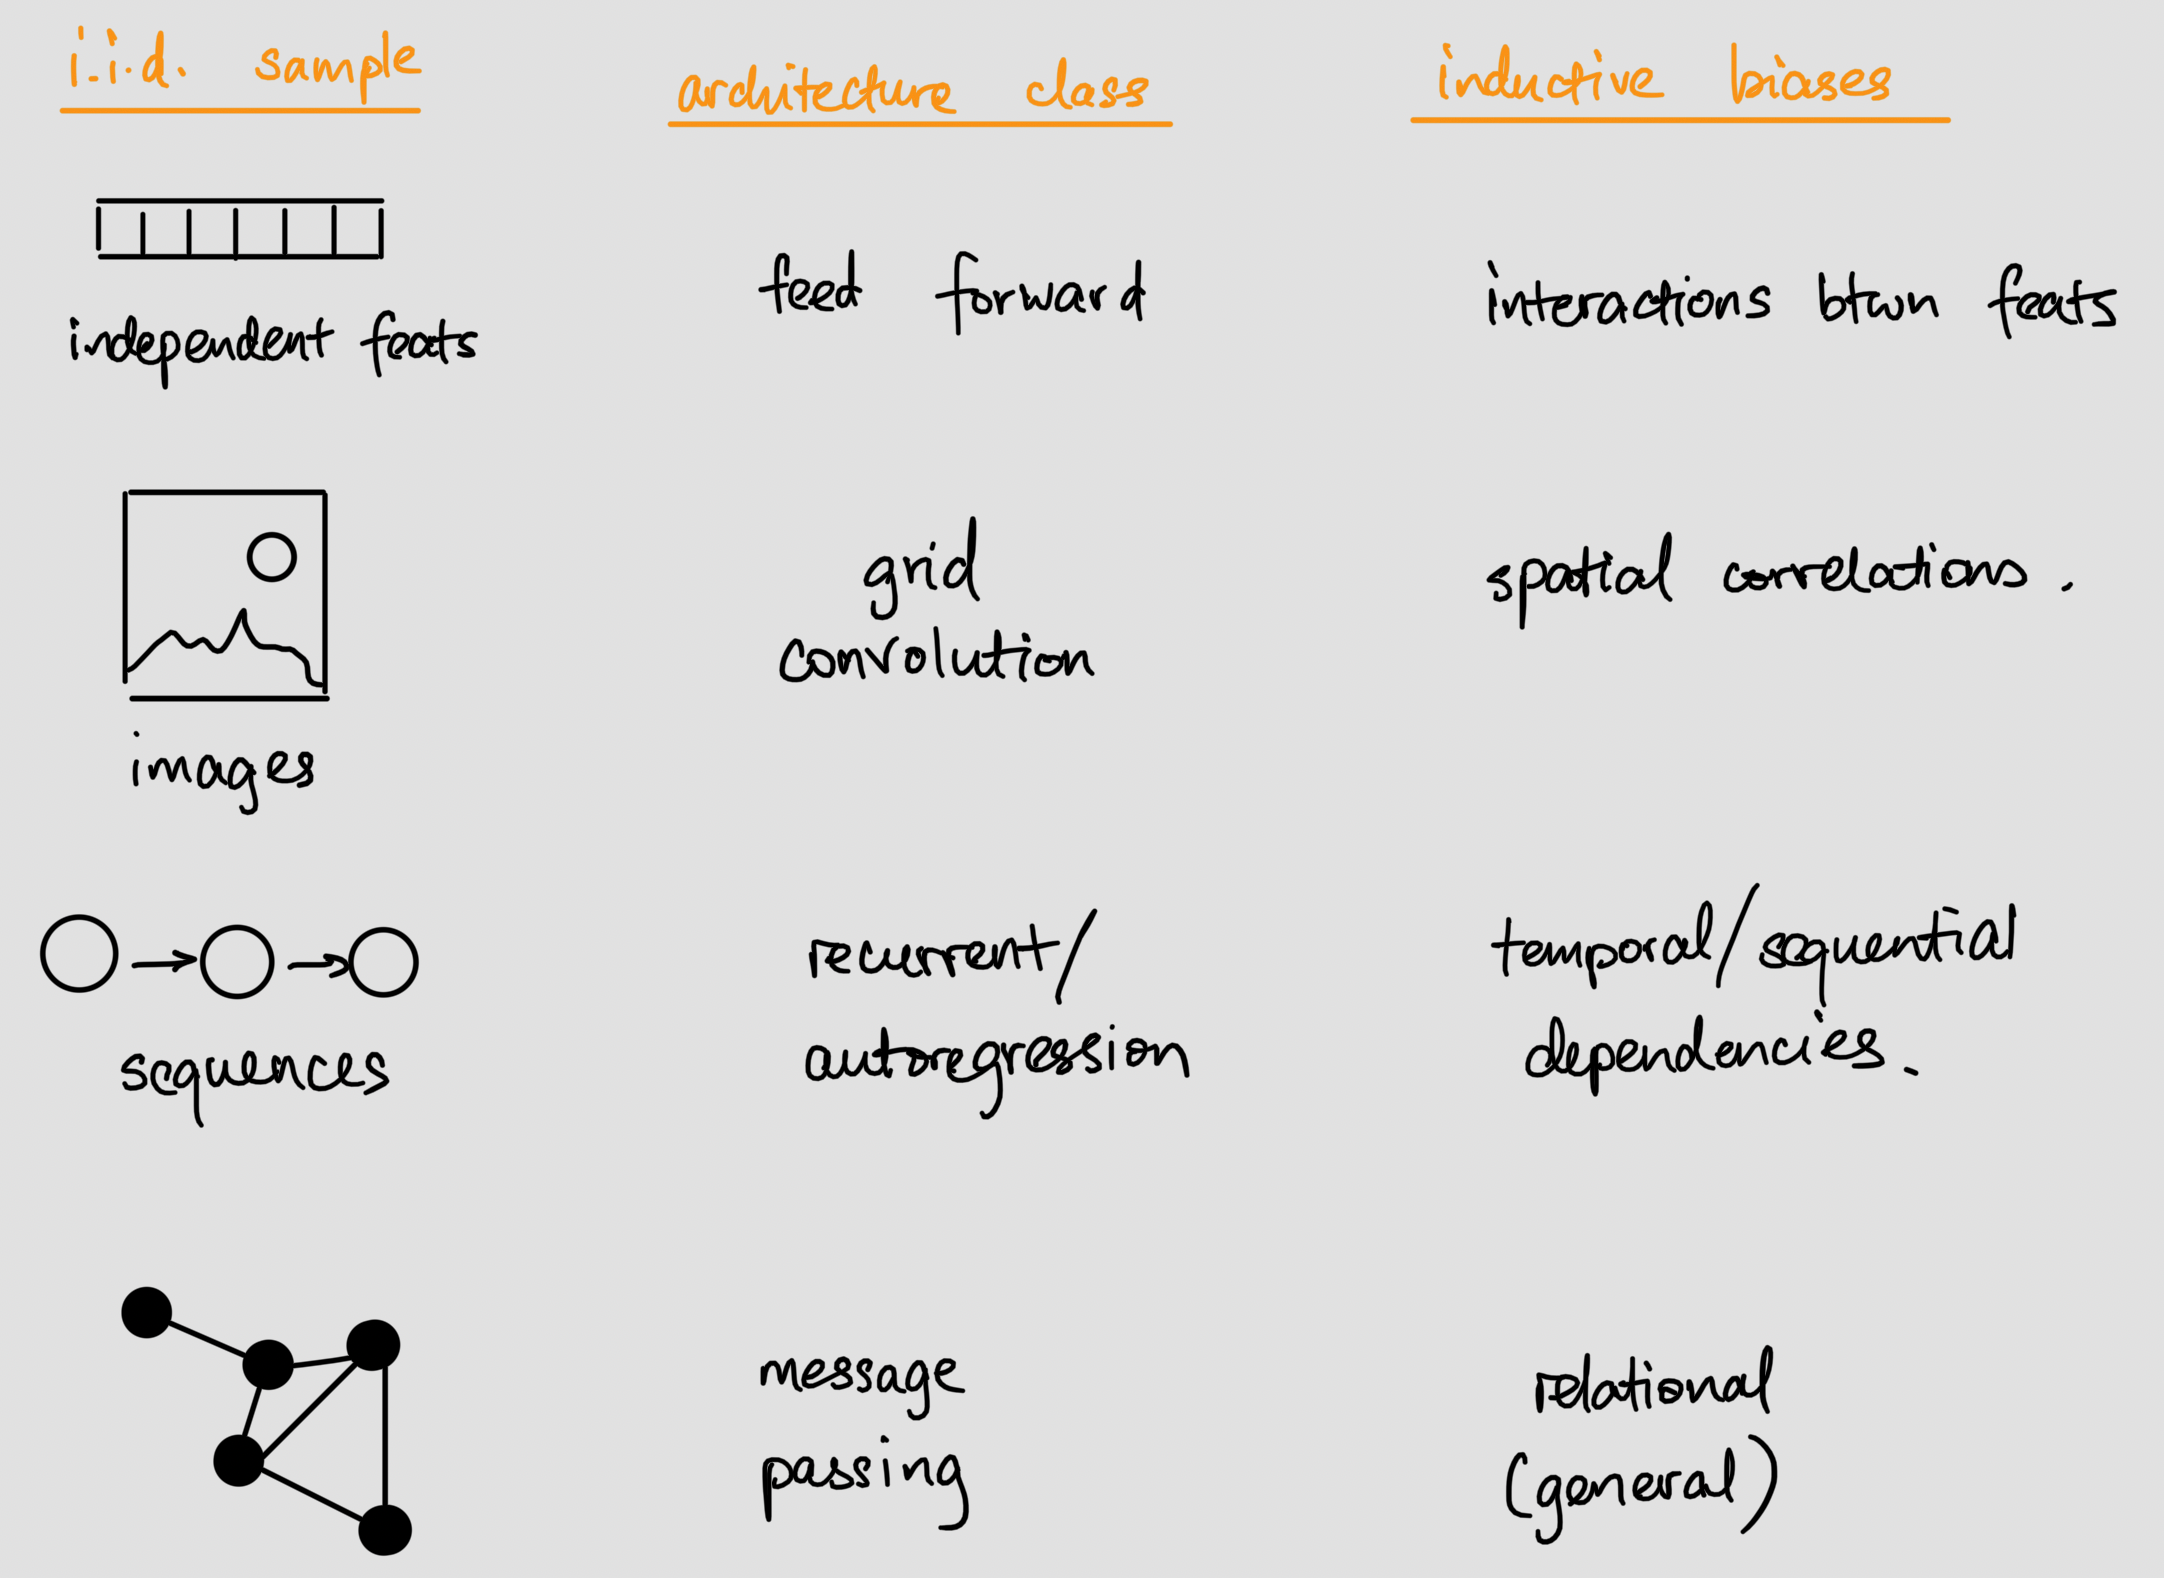 i.i.d. sample
architecture class
inductive biases
independent feats
feed forward
interactions btwn feats
images
grid
convolution
spatial correlations.
sequences
recurrent/
autoregression
temporal/sequential
dependencies.
message
passing
relational
(general)